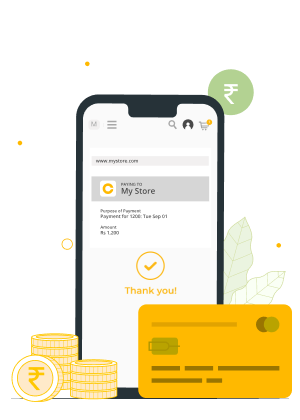 ₹
M
www.mystore.com
PAYING TO
My Store
Purpose of Payment
Payment for 1208: Tue Sep 01
Amount
Rs 1,200
Thank you!
₹